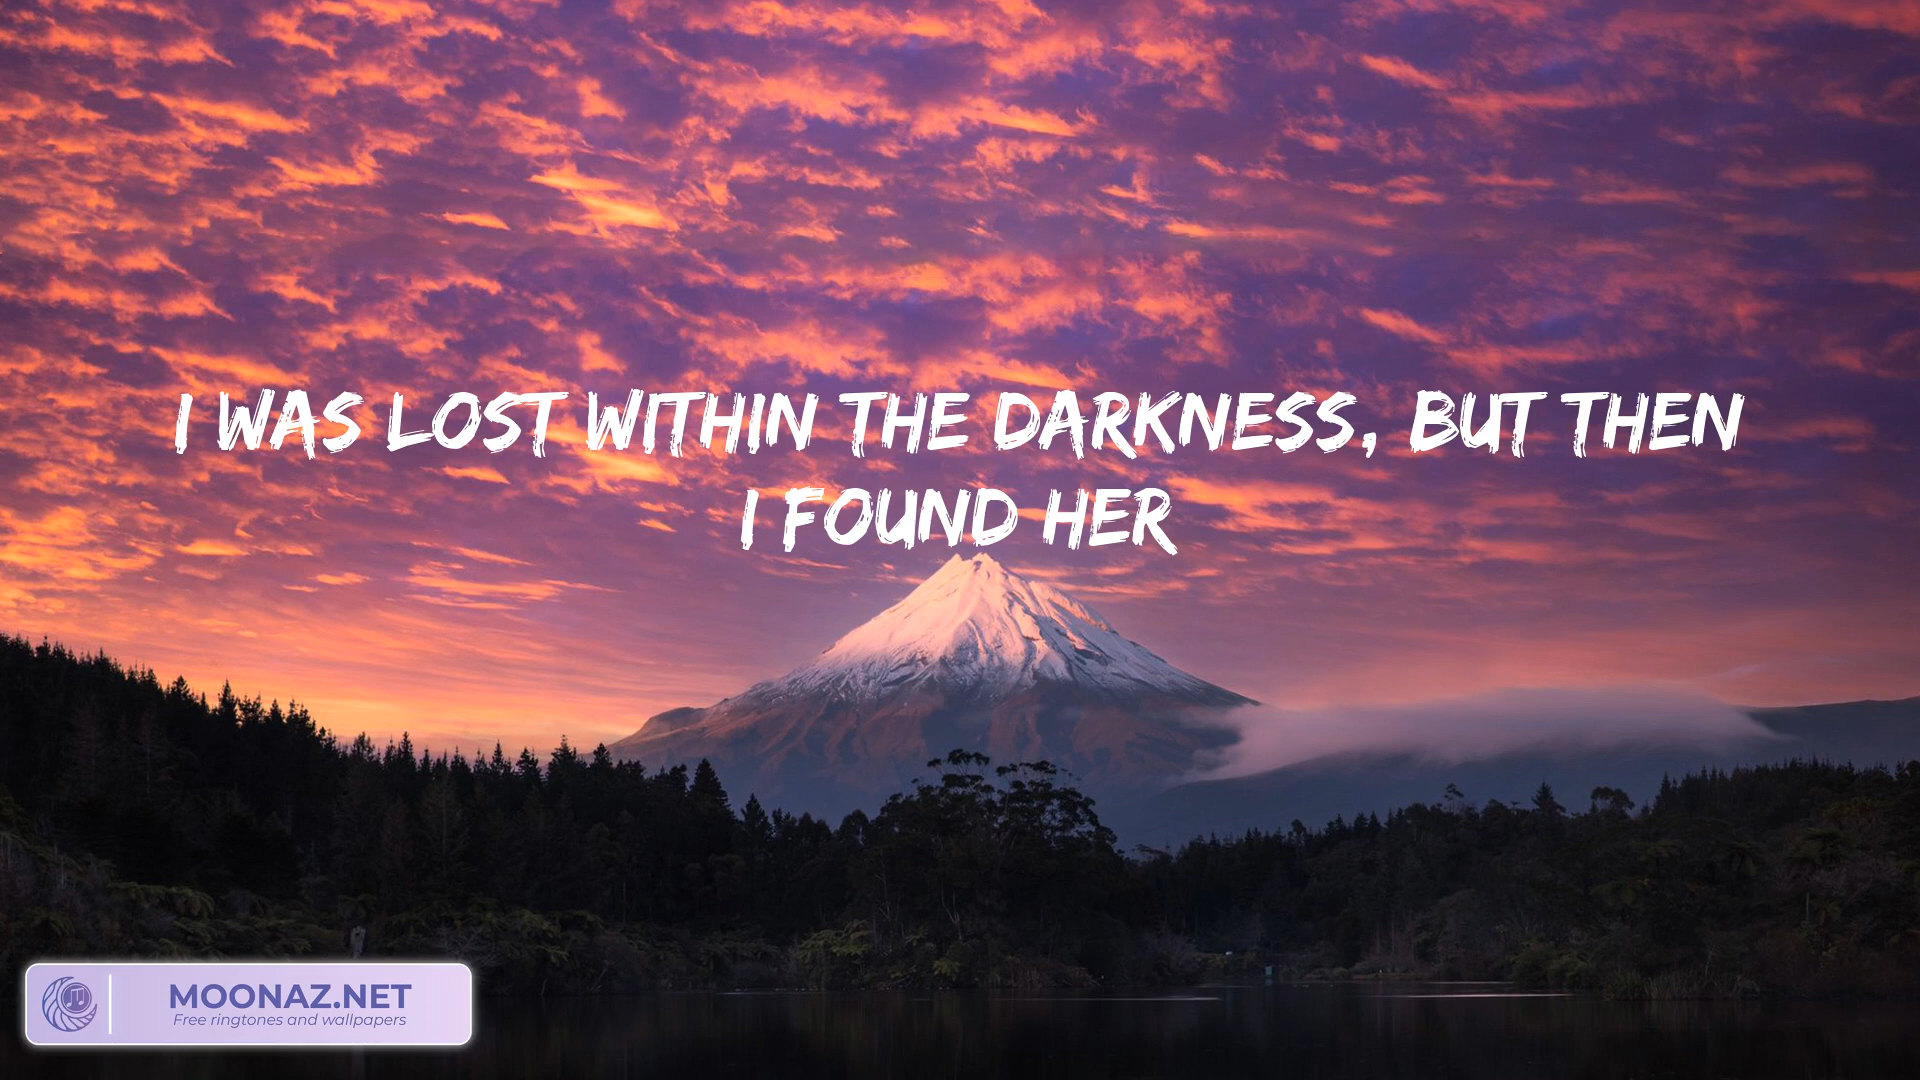 I WAS LOST WITHIN THE DARKNESS, BUT THEN
I FOUND HER
MOONAZ.NET
Free ringtones and wallpapers